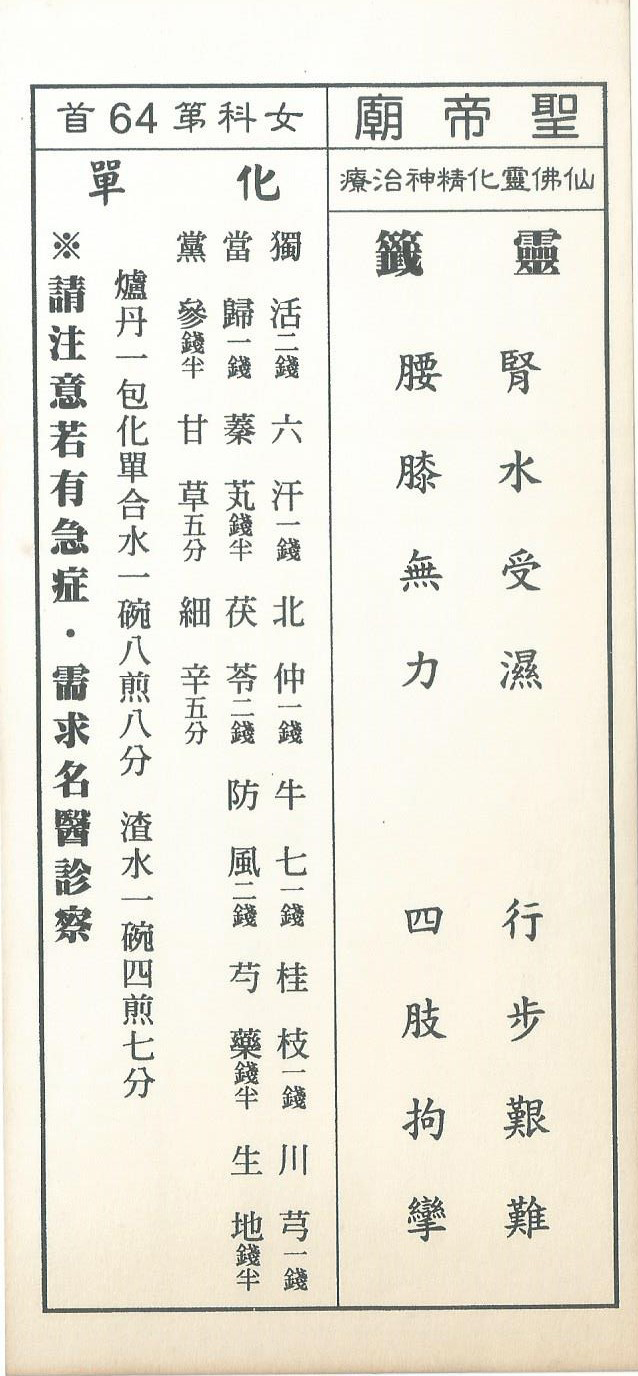 聖帝廟
仙佛靈化精神治療
靈籤
腎水受濕 行步艱難
腰膝無力 四肢拘攣
女科第64首
化單
獨活二錢 六汗一錢 北仲一錢 牛七一錢 桂枝一錢 川芎一錢
當歸一錢 蓁芄錢半 茯苓二錢 防風二錢 芍藥錢半 生地錢半
黨參錢半 甘草五分 細辛五分
爐丹一包化單合水一碗八煎八分 渣水一碗四煎七分
※請注意若有急症・需求名醫診察